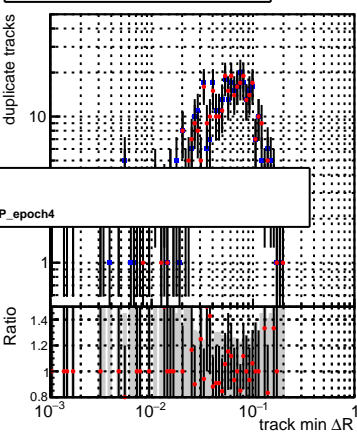 duplicate tracks
10
P_epoch4
1
Ratio
1.4
1.2
1
0.8
10−3
10−2
10−1
1
track min ΔR